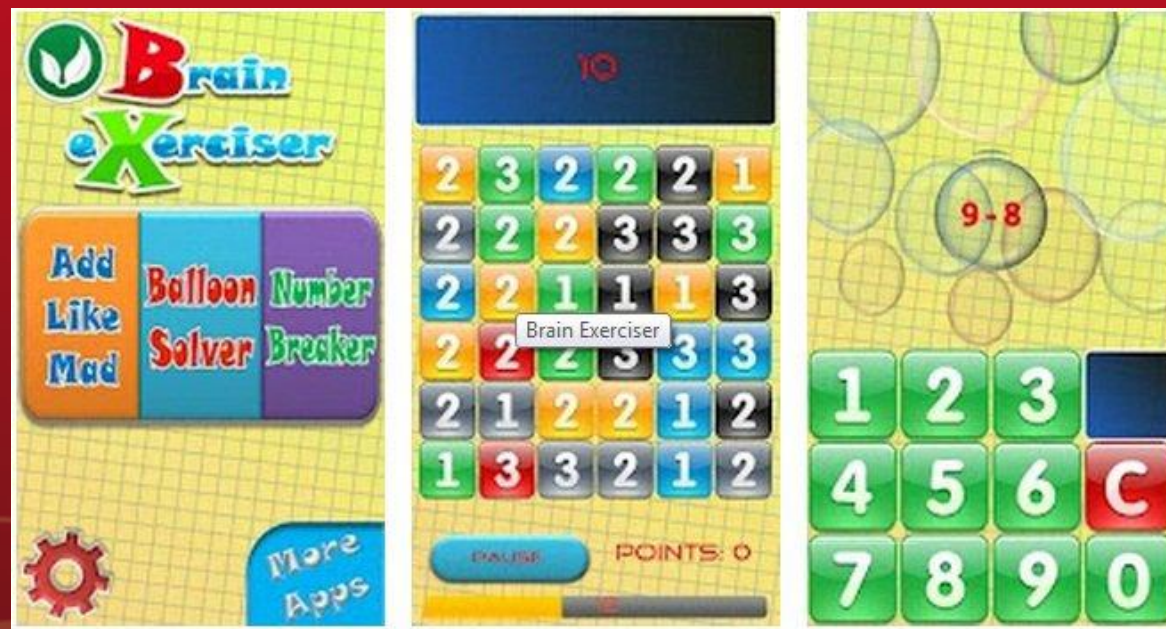 Brain
eXerciser
Add
Like
Mad
Balloon
Solver
Number
Breaker
More
Apps
10
2 3 2 2 2 1
2 2 2 3 3 3
2 2 1 1 1 3
Brain Exerciser
2 2 2 3 3 3
2 1 2 2 1 2
1 3 3 2 1 2
PAUSE
POINTS: 0
9-8
1 2 3
4 5 6 C
7 8 9 0